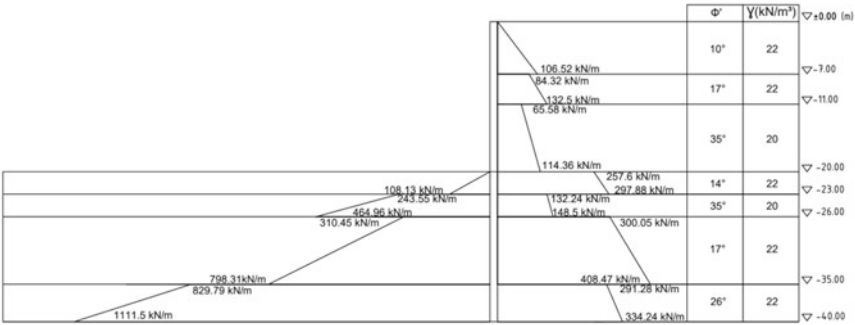 Φ' Ɣ(kN/m³) ±0.00 (m)
10° 22
106.52 kN/m -7.00
84.32 kN/m
17° 22
132.5 kN/m -11.00
65.58 kN/m
35° 20
114.36 kN/m -20.00
257.6 kN/m
14° 22
108.13 kN/m 297.88 kN/m -23.00
243.55 kN/m 132.24 kN/m
35° 20
464.96 kN/m 148.5 kN/m -26.00
310.45 kN/m 300.05 kN/m
17° 22
798.31kN/m 408.47 kN/m -35.00
829.79 kN/m 291.28 kN/m
26° 22
1111.5 kN/m 334.24 kN/m -40.00